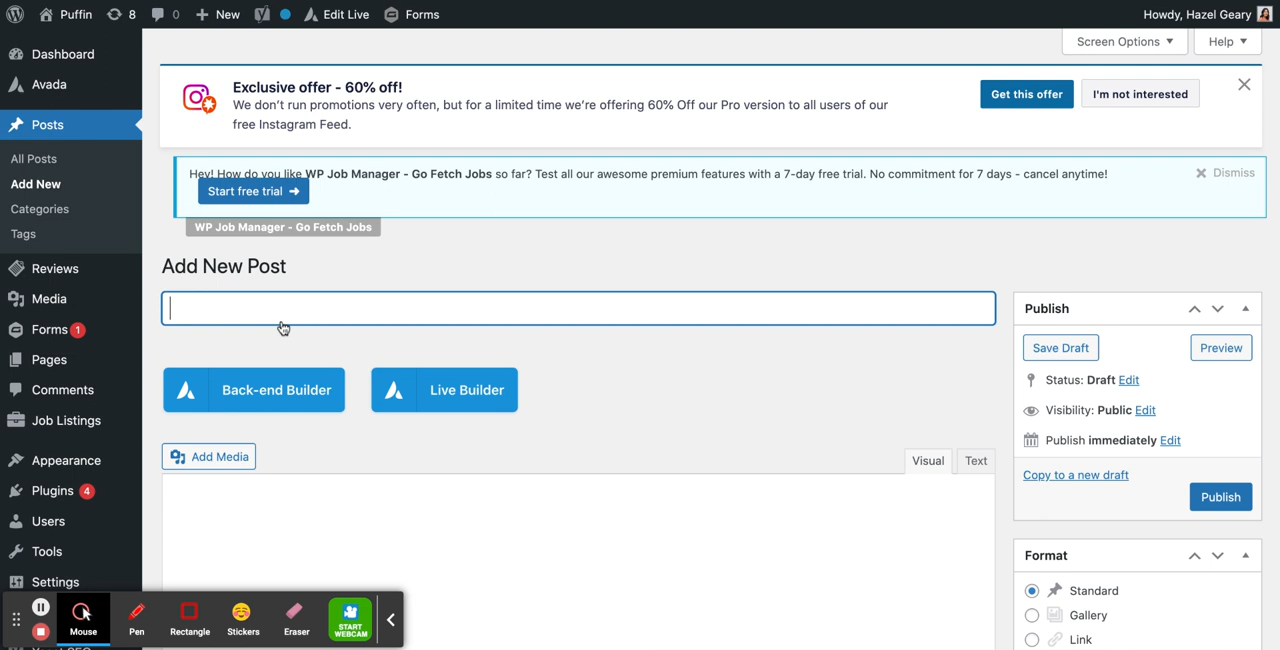 Puffin 8 0 New Edit Live Forms Howdy, Hazel Geary
Screen Options Help
Dashboard
Avada
Posts
All Posts
Add New
Categories
Tags
Reviews
Media
Forms 1
Pages
Comments
Job Listings
Appearance
Plugins 4
Users
Tools
Settings
Exclusive offer - 60% off!
We don't run promotions very often, but for a limited time we're offering 60% Off our Pro version to all users of our
free Instagram Feed.
Get this offer I'm not interested
Hey! How do you like WP Job Manager - Go Fetch Jobs so far? Test all our awesome premium features with a 7-day free trial. No commitment for 7 days - cancel anytime!
Dismiss
Start free trial →
WP Job Manager - Go Fetch Jobs
Add New Post
Back-end Builder Live Builder
Add Media
Visual Text
Publish
Save Draft Preview
Status: Draft Edit
Visibility: Public Edit
Publish immediately Edit
Copy to a new draft
Publish
Format
Standard
Gallery
Link
Mouse Pen Rectangle Stickers Eraser START
WEBCAM